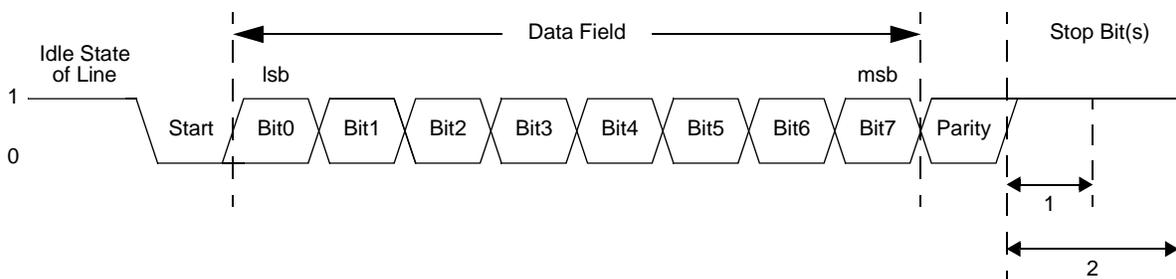 Data Field
Stop Bit(s)
Idle State
of Line
lsb
msb
1
Start
Bit0
Bit1
Bit2
Bit3
Bit4
Bit5
Bit6
Bit7
Parity
0
1
2